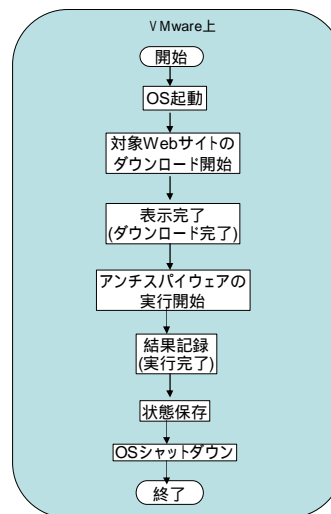 VMware上
開始
OS起動
対象Webサイトの
ダウンロード開始
表示完了
(ダウンロード完了)
アンチスパイウェアの
実行開始
結果記録
(実行完了)
状態保存
OSシャットダウン
終了